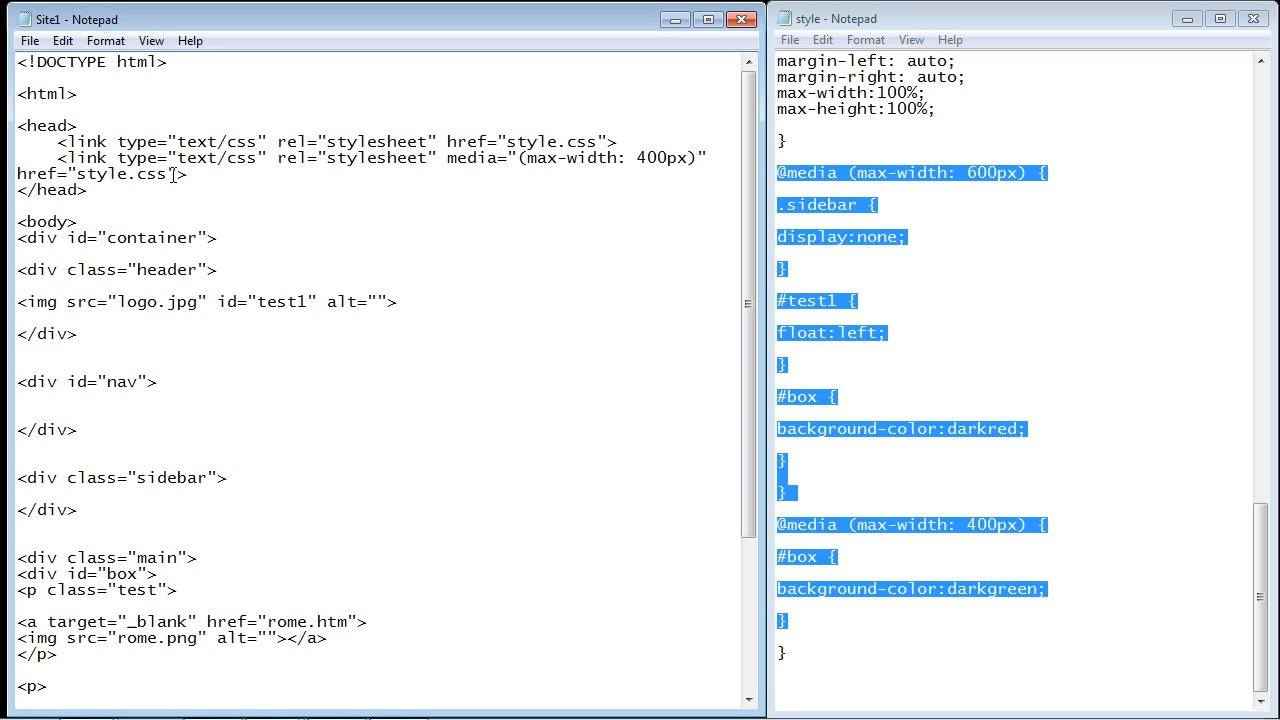 Site1 - Notepad
File Edit Format View Help
<!DOCTYPE html>
<html>
<head>
<link type="text/css" rel="stylesheet" href="style.css">
<link type="text/css" rel="stylesheet" media="(max-width: 400px)"
href="style.css">
</head>
<body>
<div id="container">
<div class="header">
<img src="logo.jpg" id="test1" alt="">
</div>
<div id="nav">
</div>
<div class="sidebar">
</div>
<div class="main">
<div id="box">
<p class="test">
<a target="_blank" href="rome.htm">
<img src="rome.png" alt=""></a>
</p>
<p>
style - Notepad
File Edit Format View Help
margin-left: auto;
margin-right: auto;
max-width:100%;
max-height:100%;
}
@media (max-width: 600px) {
.sidebar {
display:none;
}
#test1 {
float:left;
}
#box {
background-color:darkred;
}
}
@media (max-width: 400px) {
#box {
background-color:darkgreen;
}
}